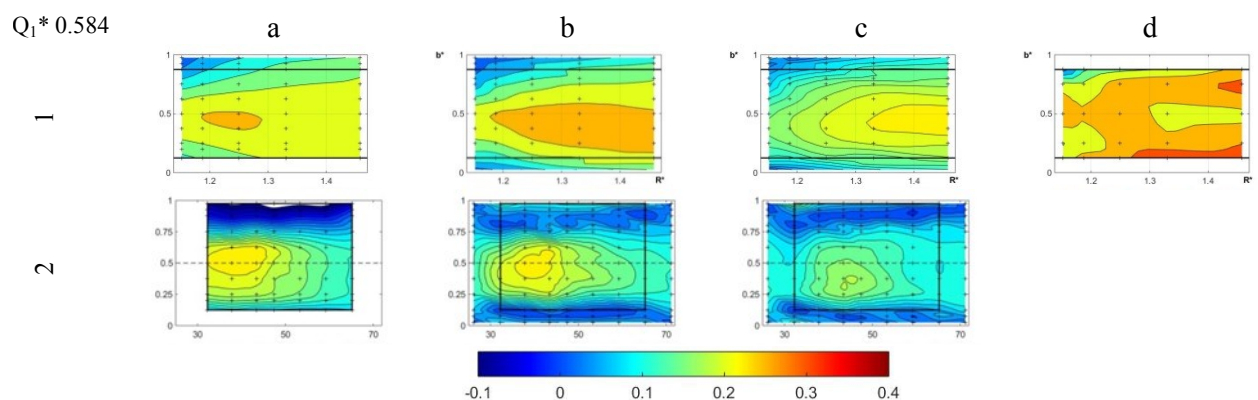 Q₁* 0.584 a b c d
1 b* 1 b* 1 b* 1
0.5 0.5 0.5 0.5
1
0 0 0 0
1.2 1.3 1.4 1.2 1.3 1.4 R* 1.2 1.3 1.4 R* 1.2 1.3 1.4 R*
1 1 1
0.75 0.75 0.75
2
0.5 0.5 0.5
0.25 0.25 0.25
0 0 0
30 50 70 30 50 70 30 50 70
-0.1 0 0.1 0.2 0.3 0.4